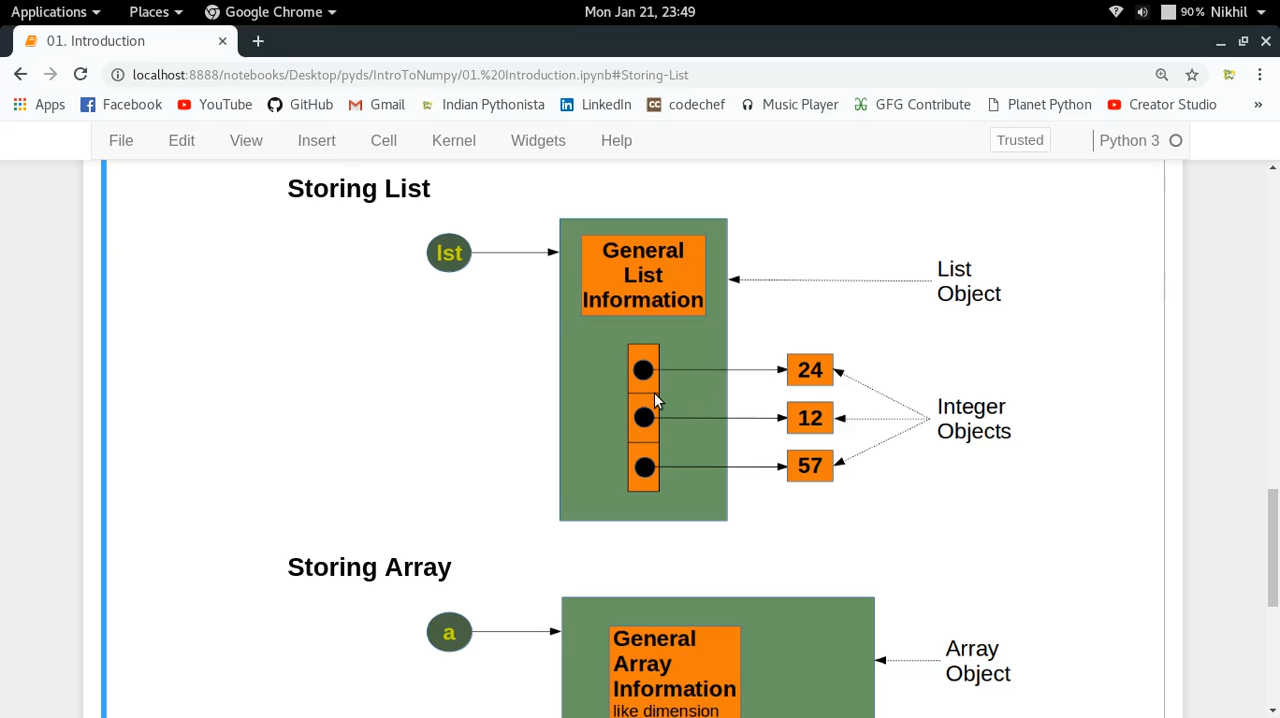 Applications Places Google Chrome Mon Jan 21, 23:49 90% Nikhil
01. Introduction
localhost:8888/notebooks/Desktop/pyds/IntroToNumpy/01.%20Introduction.ipynb#Storing-List
Apps Facebook YouTube GitHub Gmail Indian Pythonista LinkedIn codechef Music Player GFG Contribute Planet Python Creator Studio »
File Edit View Insert Cell Kernel Widgets Help Trusted Python 3
Storing List
lst
General
List
Information
List
Object
24
12
57
Integer
Objects
Storing Array
a
General
Array
Information
like dimension
Array
Object